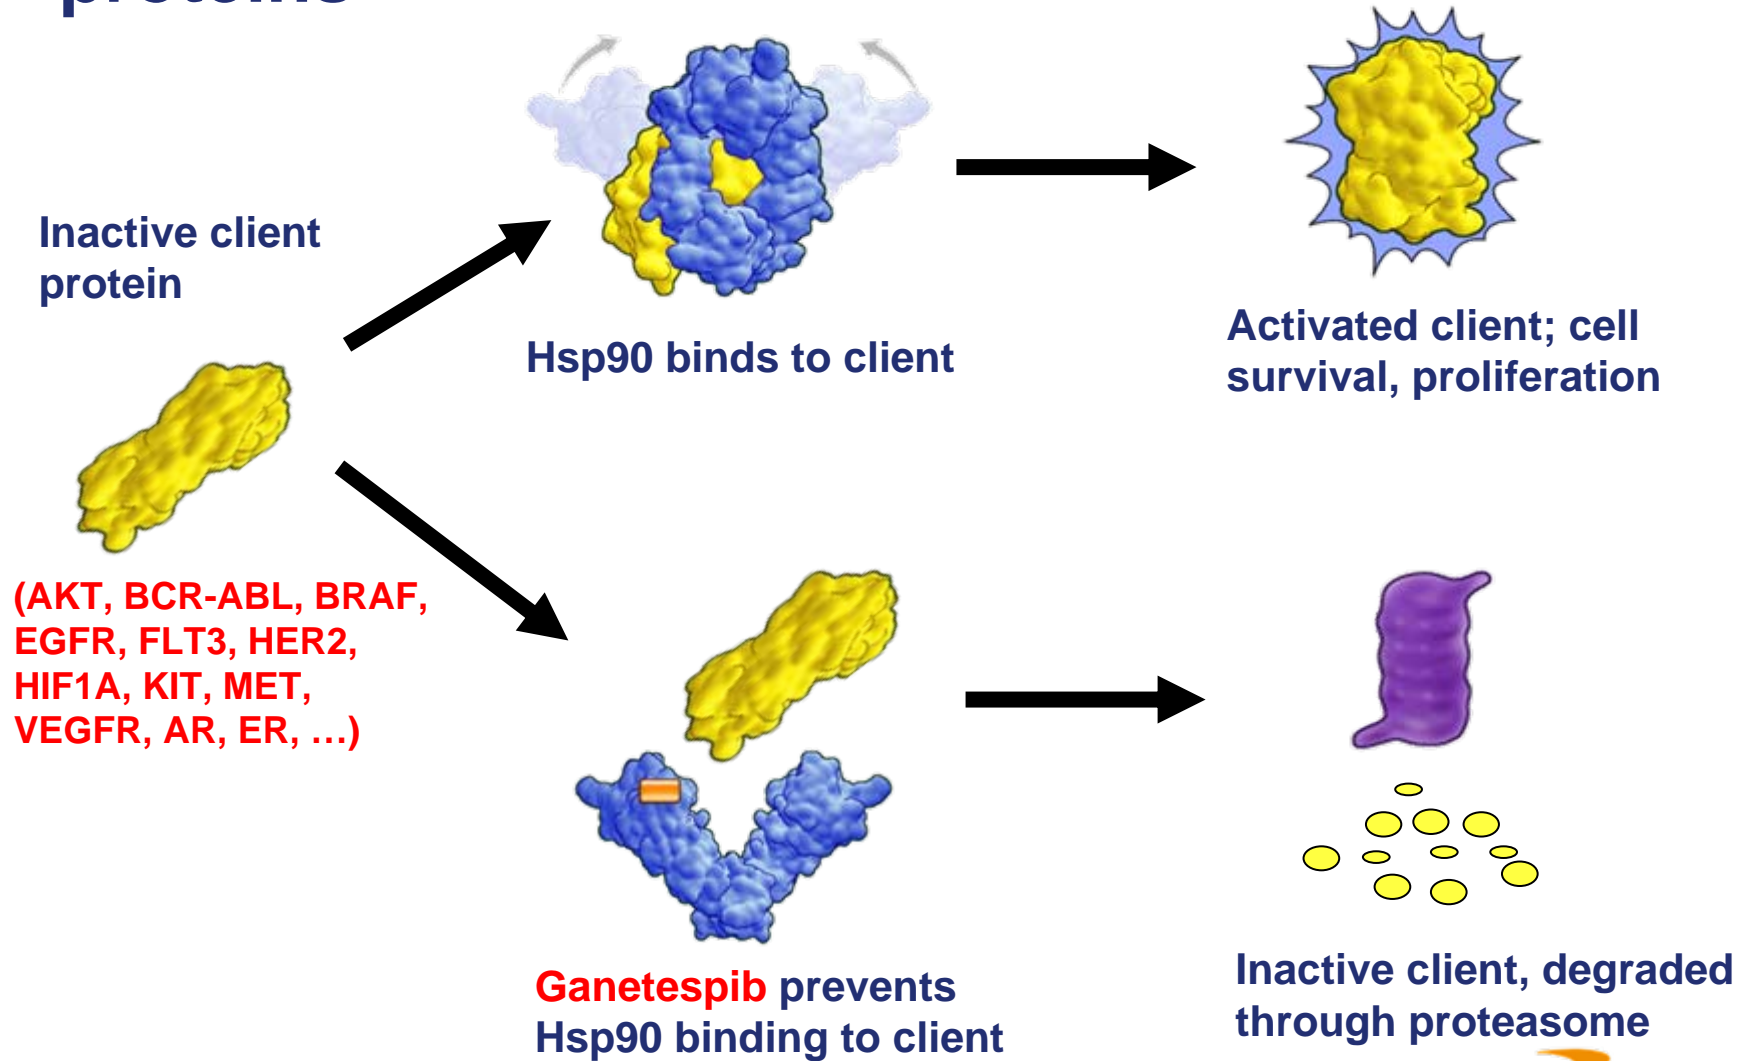 proteins
Inactive client
protein
Hsp90 binds to client
Activated client; cell
survival, proliferation
(AKT, BCR-ABL, BRAF,
EGFR, FLT3, HER2,
HIF1A, KIT, MET,
VEGFR, AR, ER, …)
Ganetespib prevents
Hsp90 binding to client
Inactive client, degraded
through proteasome